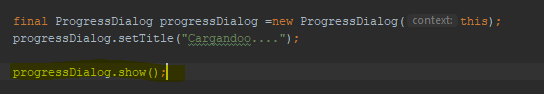 final ProgressDialog progressDialog =new ProgressDialog( context: this);
progressDialog.setTitle("Cargandoo....");
progressDialog.show();